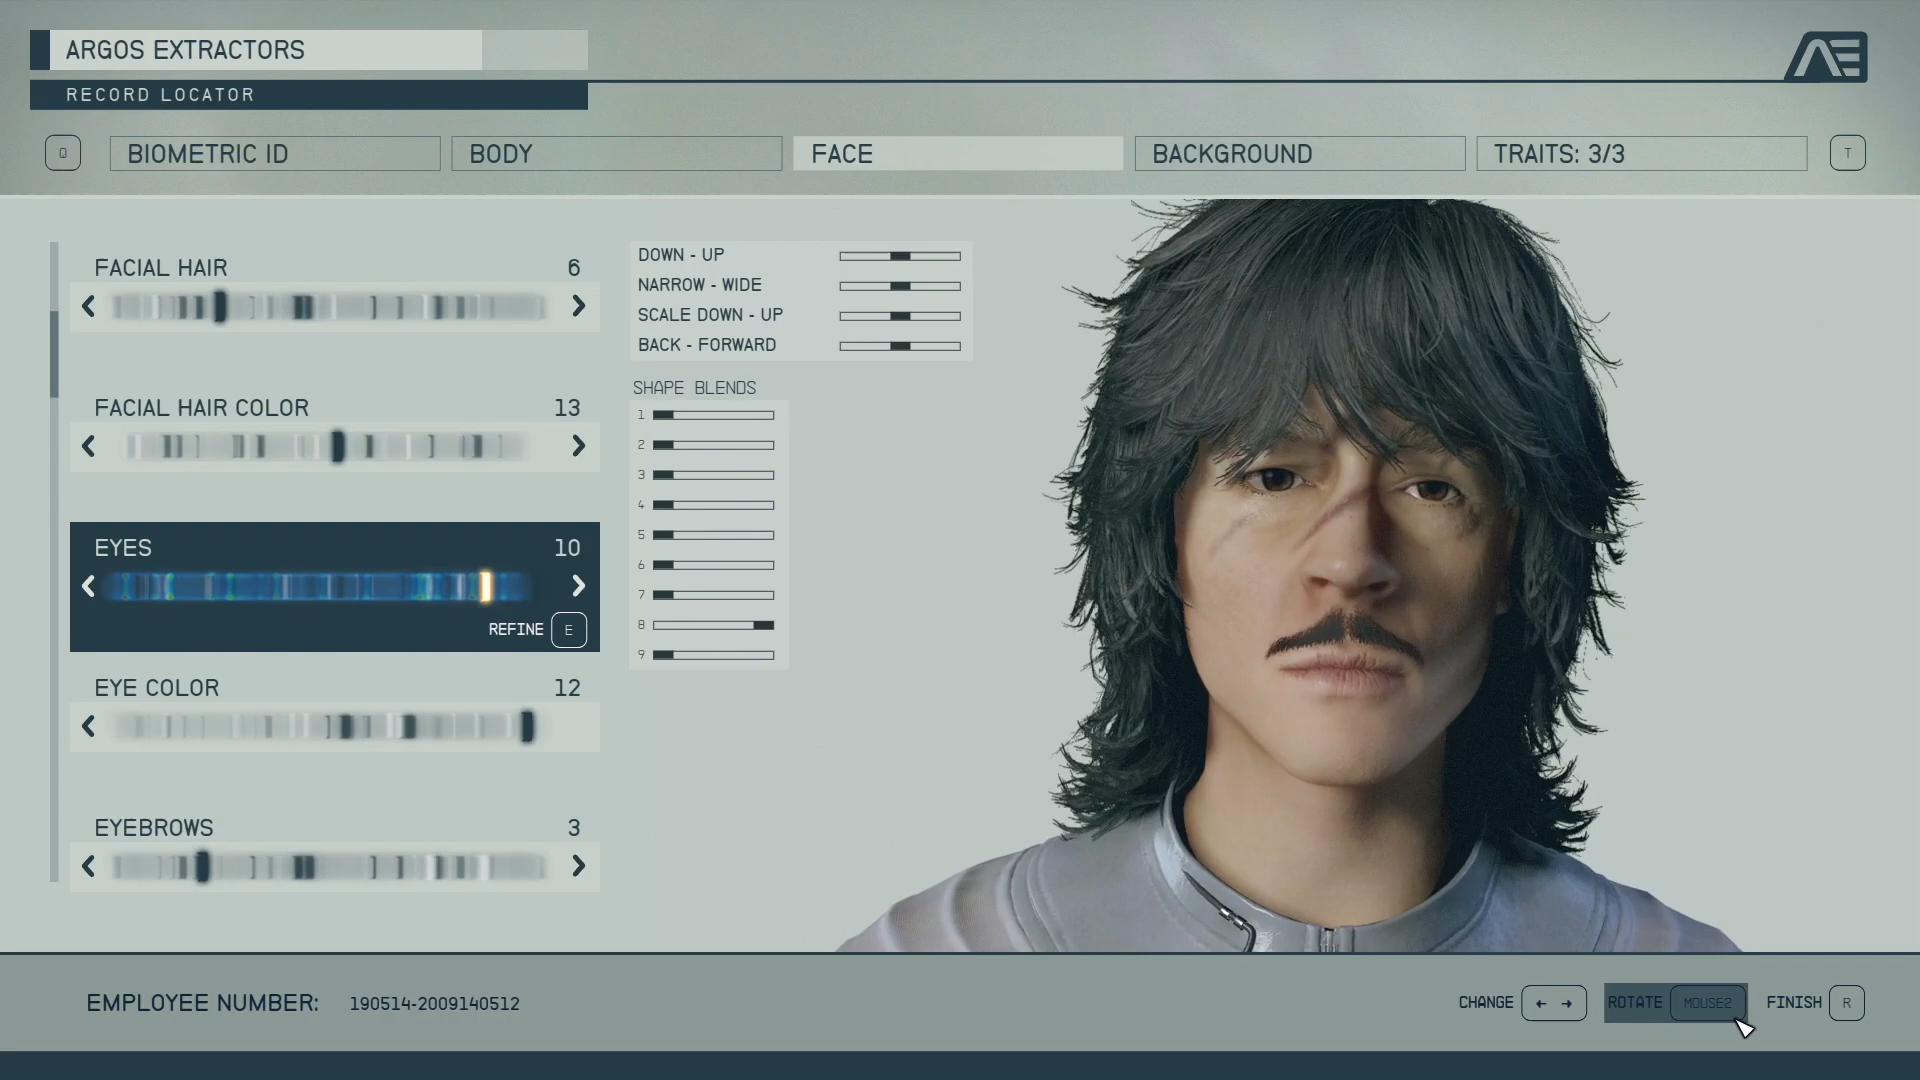 ARGOS EXTRACTORS
AE
RECORD LOCATOR
Q BIOMETRIC ID BODY FACE BACKGROUND TRAITS: 3/3 T
FACIAL HAIR 6
FACIAL HAIR COLOR 13
EYES 10
REFINE E
EYE COLOR 12
EYEBROWS 3
DOWN - UP
NARROW - WIDE
SCALE DOWN - UP
BACK - FORWARD
SHAPE BLENDS
1
2
3
4
5
6
7
8
9
EMPLOYEE NUMBER: 190514-2009140512
CHANGE ← → ROTATE MOUSE2 FINISH R